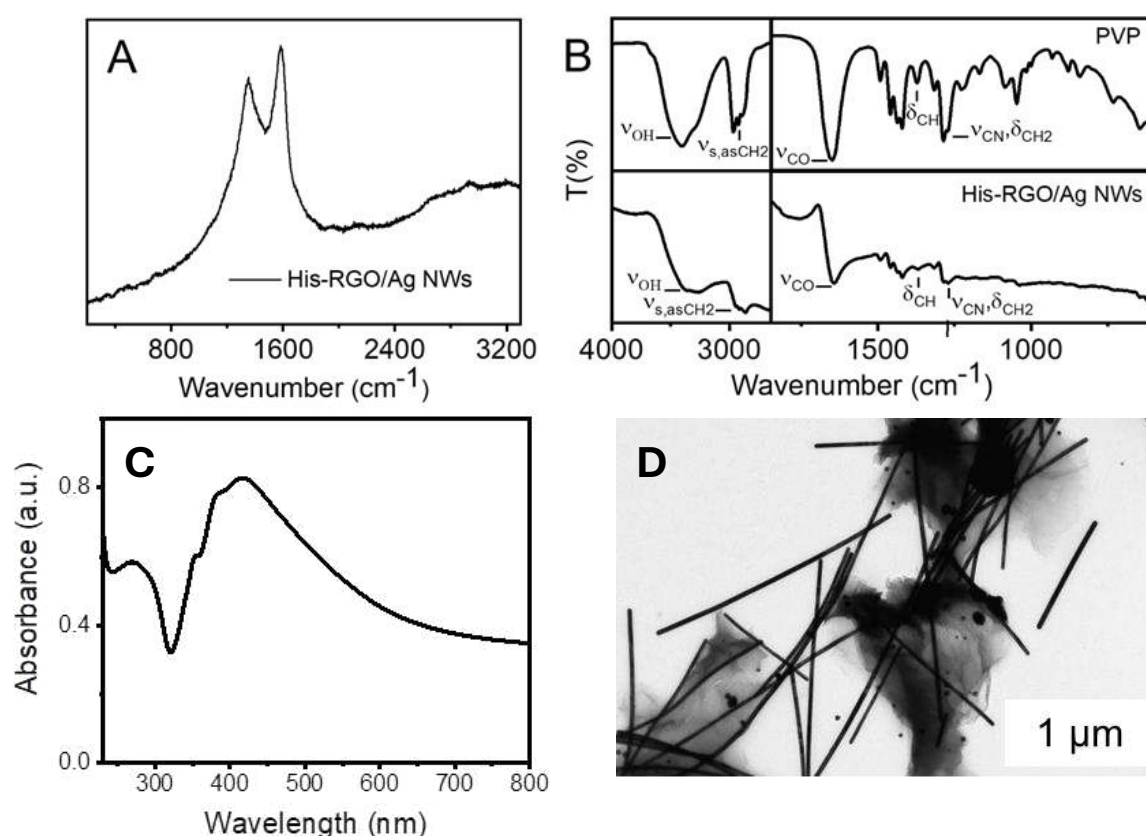 A
His-RGO/Ag NWs
800 1600 2400 3200
Wavenumber (cm⁻¹)
B
PVP
νOH
νs,asCH2
νCO
δCH
νCN,δCH2
T(%)
His-RGO/Ag NWs
νOH
νs,asCH2
νCO
δCH
νCN,δCH2
4000 3000 1500 1000
Wavenumber (cm⁻¹)
C
Absorbance (a.u.)
0.8
0.4
0.0
300 400 500 600 700 800
Wavelength (nm)
D
1 µm